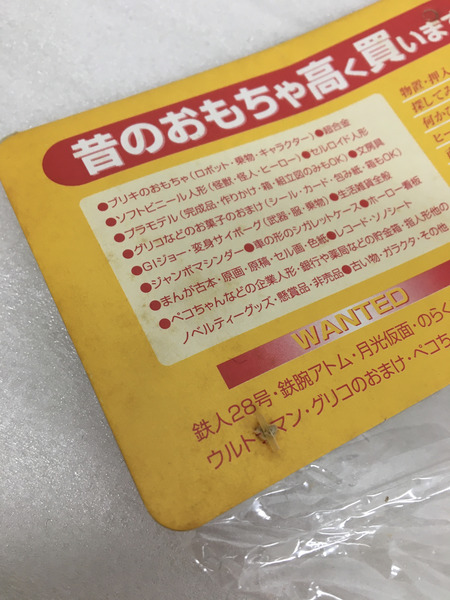 昔のおもちゃ高く買います
物置・押入
探してみ
何かひ
ヒー
●ブリキのおもちゃ(ロボット・乗物・キャラクター)●超合金
●ソフトビニール人形(怪獣・怪人・ヒーロー)●セルロイド人形
●プラモデル(完成品・作りかけ・箱・組立図のみもOK)●文房具
●グリコなどのお菓子のおまけ(シール・カード・包み紙・箱もOK)
●GIジョー・変身サイボーグ(武器・服・乗物)●生活雑貨全般
●ジャンボマシンダー●車の形のシガレットケース●ホーロー看板
●まんが古本・原画・原稿・セル画・色紙●レコード・ソノシート
●ペコちゃんなどの企業人形・銀行や薬局などの貯金箱・指人形他の
ノベルティーグッズ・懸賞品・非売品●古い物・ガラクタ・その他
WANTED
鉄人28号・鉄腕アトム・月光仮面・のらく
ウルトラマン・グリコのおまけ・ペコち